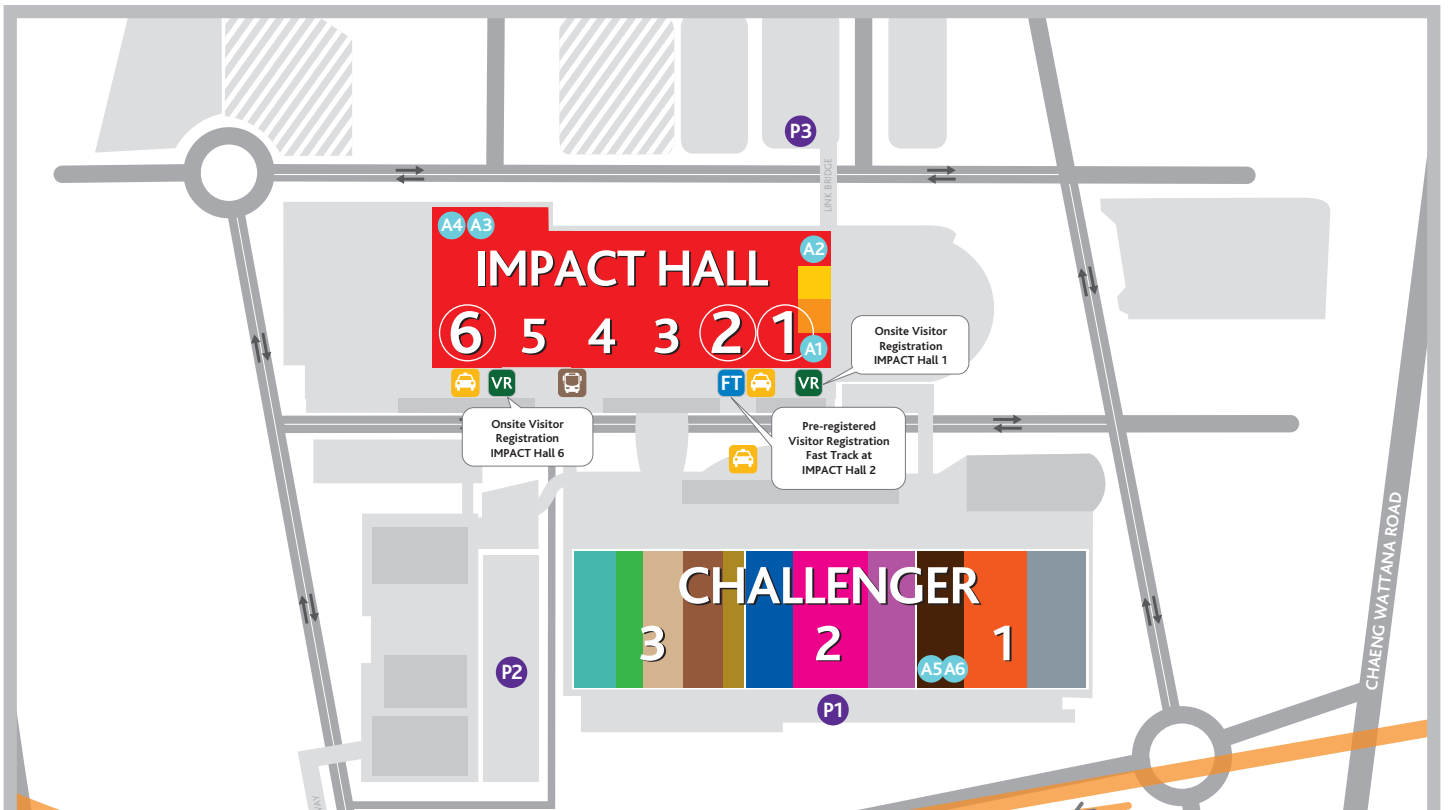 P3
LINK BRIDGE
A4 A3
A2
IMPACT HALL
6 5 4 3 2 1
A1
Onsite Visitor
Registration
IMPACT Hall 1
VR
FT
VR
Onsite Visitor
Registration
IMPACT Hall 6
Pre-registered
Visitor Registration
Fast Track at
IMPACT Hall 2
CHALLENGER
3 2 1
A5 A6
P2
P1
CHAENG WATTANA ROAD